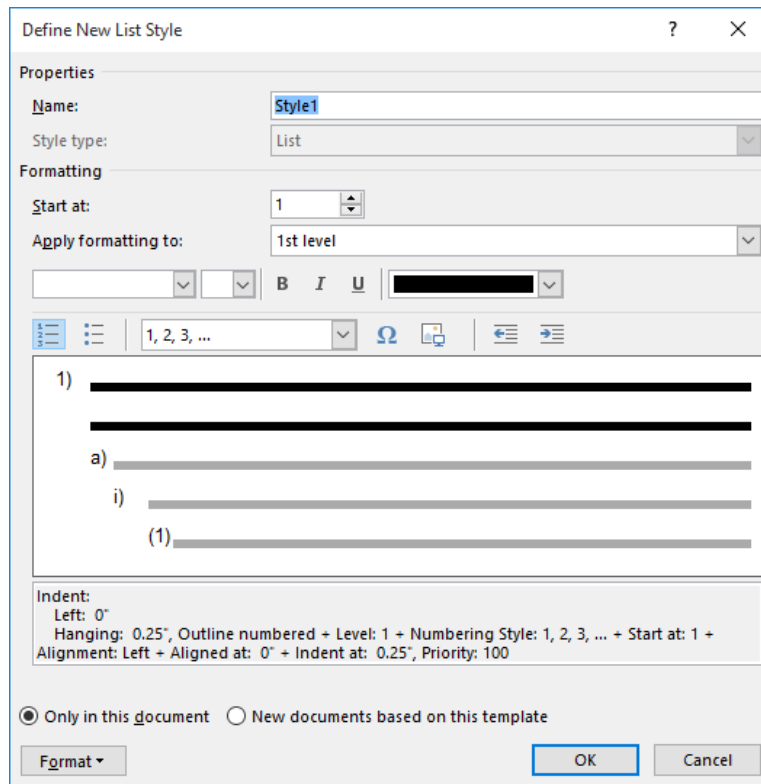 Define New List Style ?
Properties
Name: Style1
Style type: List
Formatting
Start at: 1
Apply formatting to: 1st level
B I U
1, 2, 3, ... Ω
1)
a)
i)
(1)
Indent:
Left: 0"
Hanging: 0.25", Outline numbered + Level: 1 + Numbering Style: 1, 2, 3, ... + Start at: 1 +
Alignment: Left + Aligned at: 0" + Indent at: 0.25", Priority: 100
Only in this document New documents based on this template
Format OK Cancel